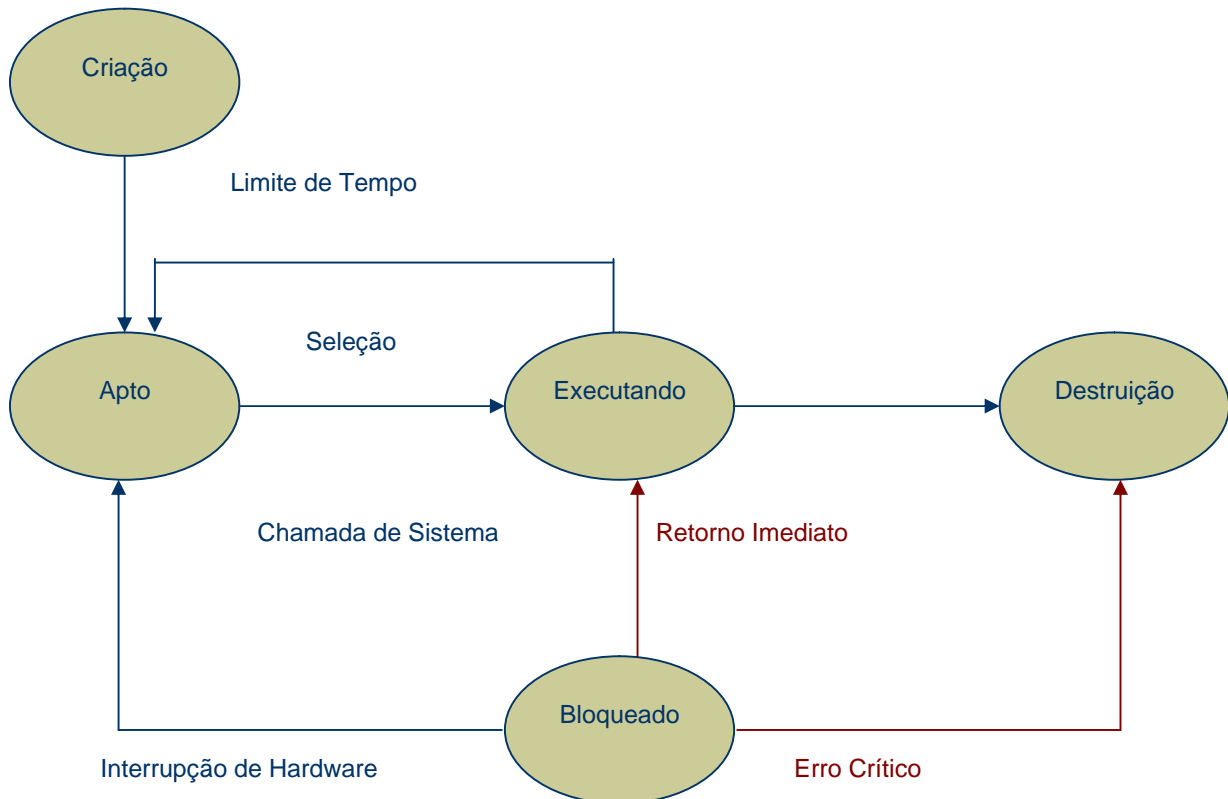 Criação
Limite de Tempo
Seleção
Apto
Executando
Destruição
Chamada de Sistema
Retorno Imediato
Bloqueado
Interrupção de Hardware
Erro Crítico